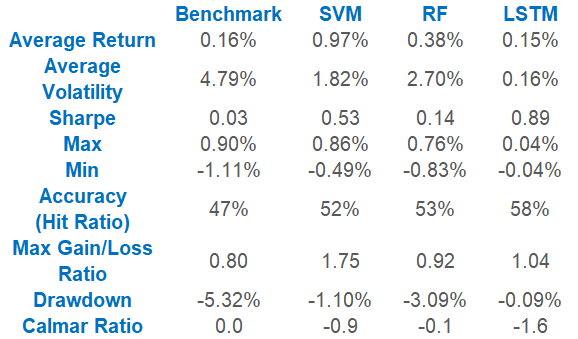 Benchmark SVM RF LSTM
Average Return 0.16% 0.97% 0.38% 0.15%
Average
Volatility 4.79% 1.82% 2.70% 0.16%
Sharpe 0.03 0.53 0.14 0.89
Max 0.90% 0.86% 0.76% 0.04%
Min -1.11% -0.49% -0.83% -0.04%
Accuracy
(Hit Ratio) 47% 52% 53% 58%
Max Gain/Loss
Ratio 0.80 1.75 0.92 1.04
Drawdown -5.32% -1.10% -3.09% -0.09%
Calmar Ratio 0.0 -0.9 -0.1 -1.6